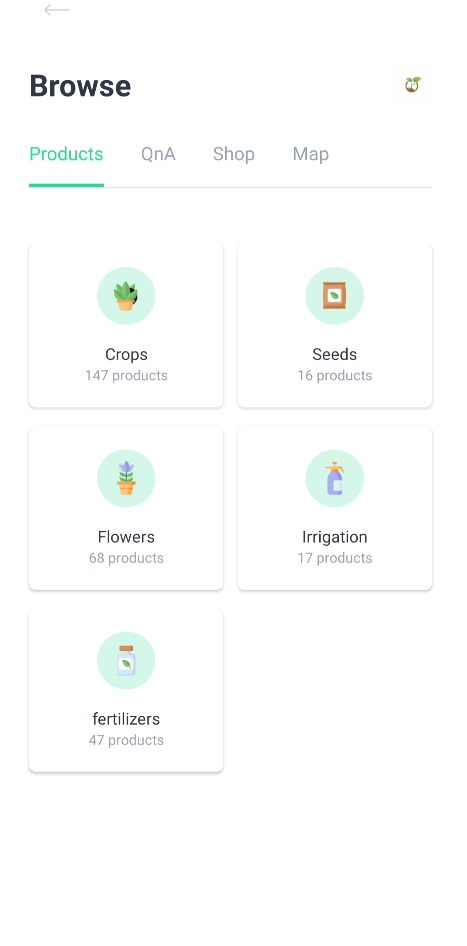 Browse
Products QnA Shop Map
Crops
147 products
Seeds
16 products
Flowers
68 products
Irrigation
17 products
fertilizers
47 products